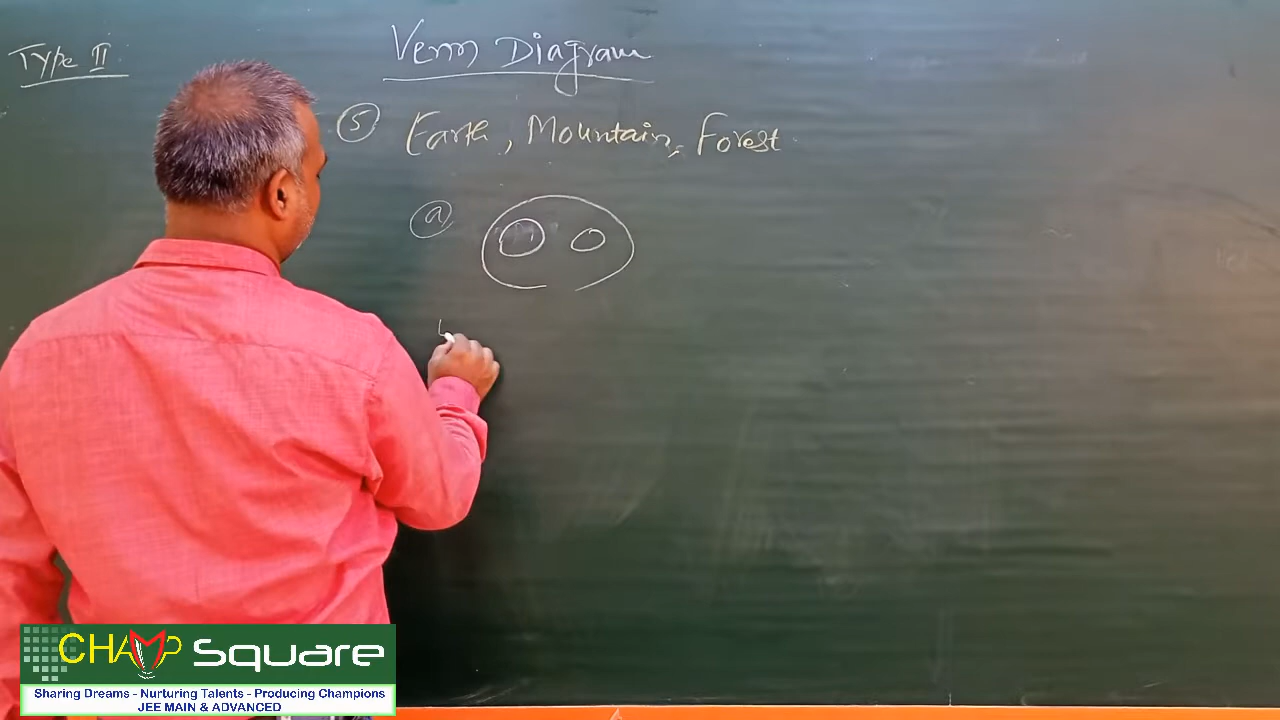 Type II
Venn Diagram
5 Earth, Mountain, Forest.
a
CHAMP Square
Sharing Dreams - Nurturing Talents - Producing Champions
JEE MAIN & ADVANCED